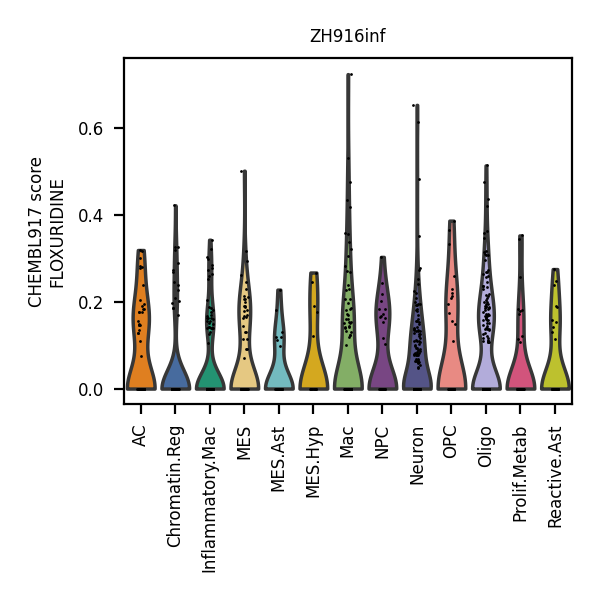 ZH916inf
CHEMBL917 score
FLOXURIDINE
0.6
0.4
0.2
0.0
AC
Chromatin.Reg
Inflammatory.Mac
MES
MES.Ast
MES.Hyp
Mac
NPC
Neuron
OPC
Oligo
Prolif.Metab
Reactive.Ast